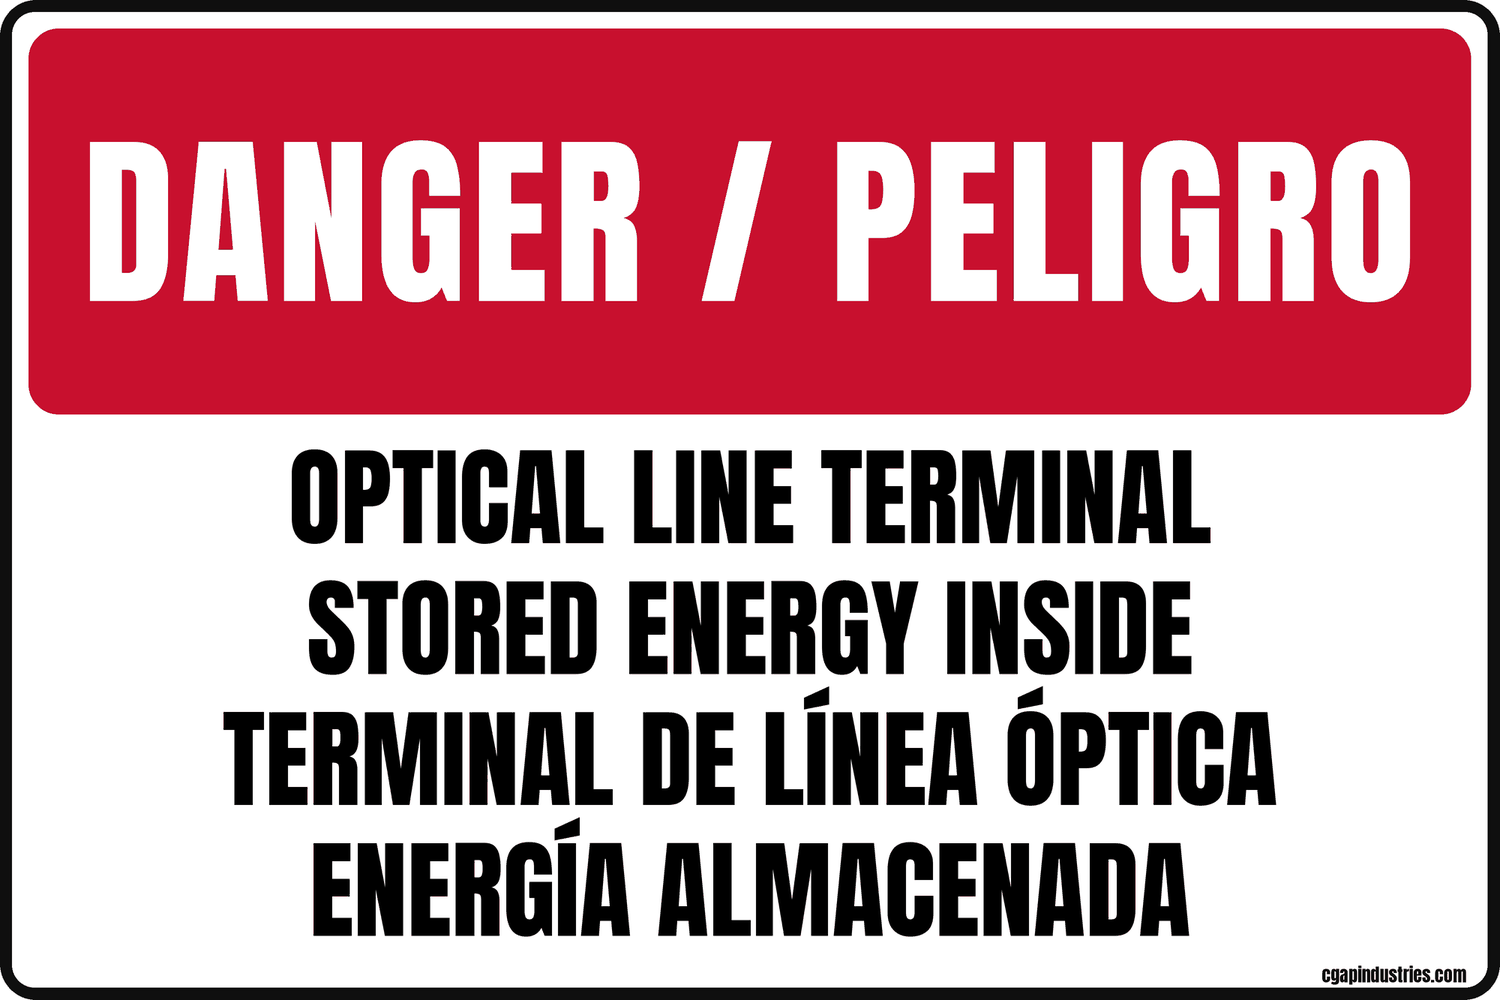 DANGER / PELIGRO
OPTICAL LINE TERMINAL
STORED ENERGY INSIDE
TERMINAL DE LÍNEA ÓPTICA
ENERGÍA ALMACENADA
cgapindustries.com